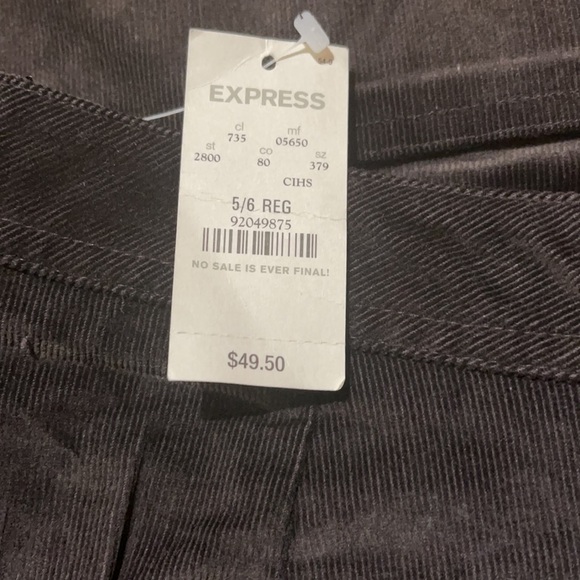 EXPRESS
cl mf
735 05650
st co sz
2800 80 379
CIHS
5/6 REG
92049875
NO SALE IS EVER FINAL!
$49.50